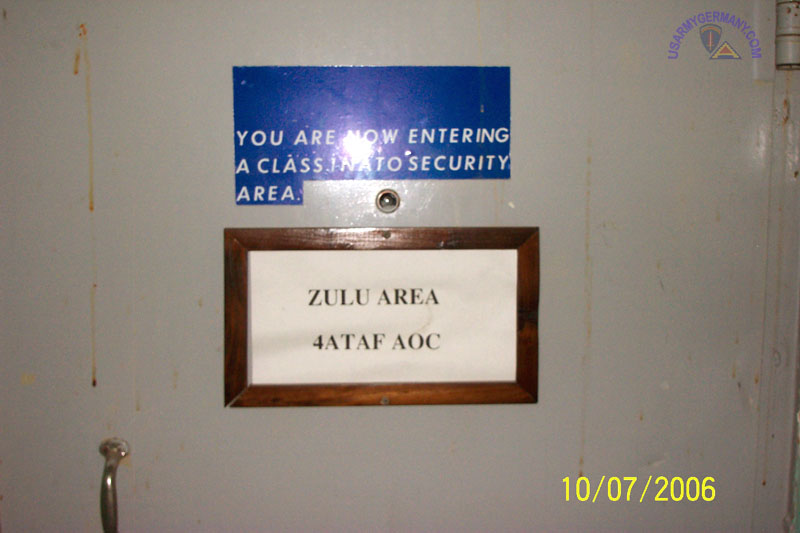 USARMYGERMANY.COM
YOU ARE NOW ENTERING
A CLASS.I NATO SECURITY
AREA.
ZULU AREA
4ATAF AOC
10/07/2006